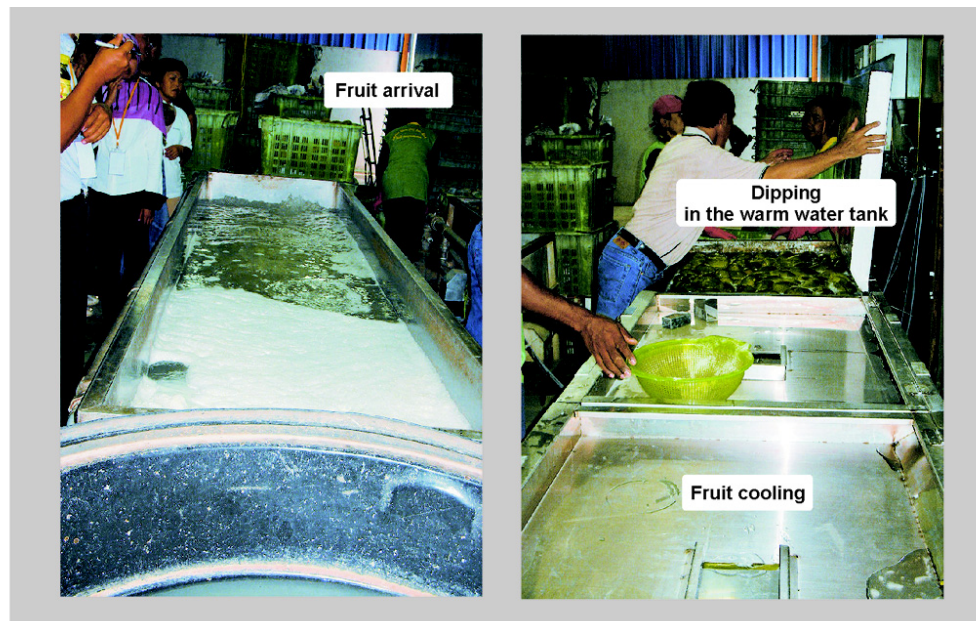 Fruit arrival
Dipping
in the warm water tank
Fruit cooling